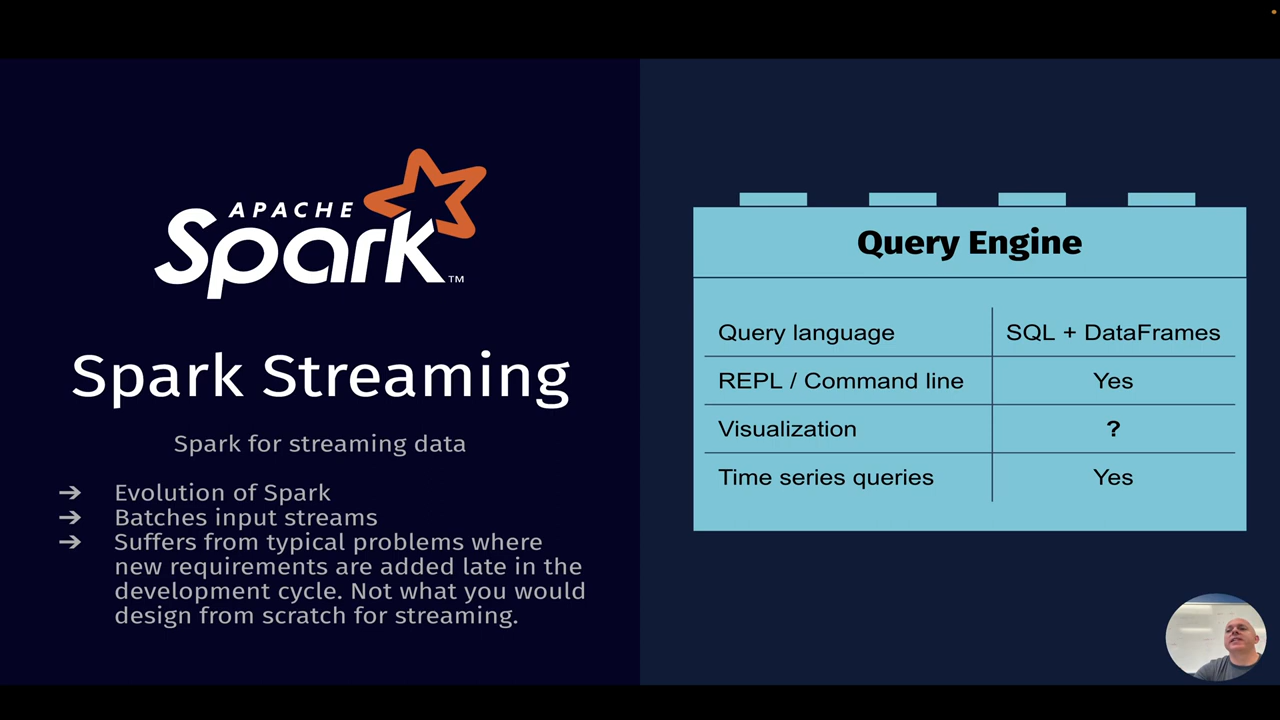 APACHE
Spark™
Spark Streaming
Spark for streaming data
➔ Evolution of Spark
➔ Batches input streams
➔ Suffers from typical problems where
new requirements are added late in the
development cycle. Not what you would
design from scratch for streaming.
Query Engine
Query language SQL + DataFrames
REPL / Command line Yes
Visualization ?
Time series queries Yes